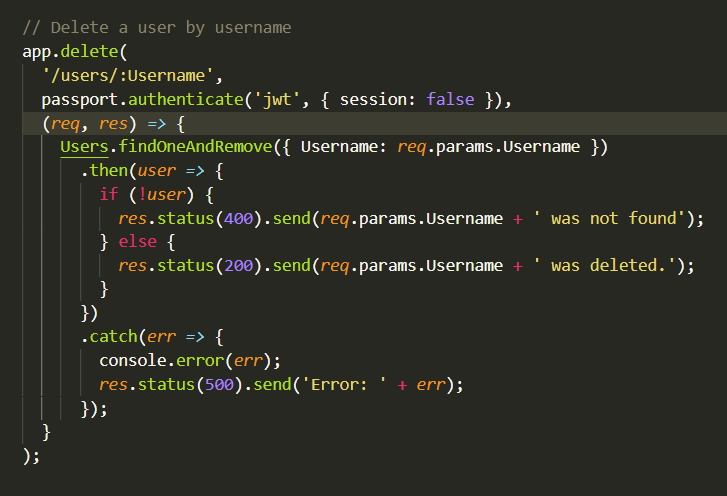 // Delete a user by username
app.delete(
  '/users/:Username',
  passport.authenticate('jwt', { session: false }),
  (req, res) => {
    Users.findOneAndRemove({ Username: req.params.Username })
      .then(user => {
        if (!user) {
          res.status(400).send(req.params.Username + ' was not found');
        } else {
          res.status(200).send(req.params.Username + ' was deleted.');
        }
      })
      .catch(err => {
        console.error(err);
        res.status(500).send('Error: ' + err);
      });
  }
);